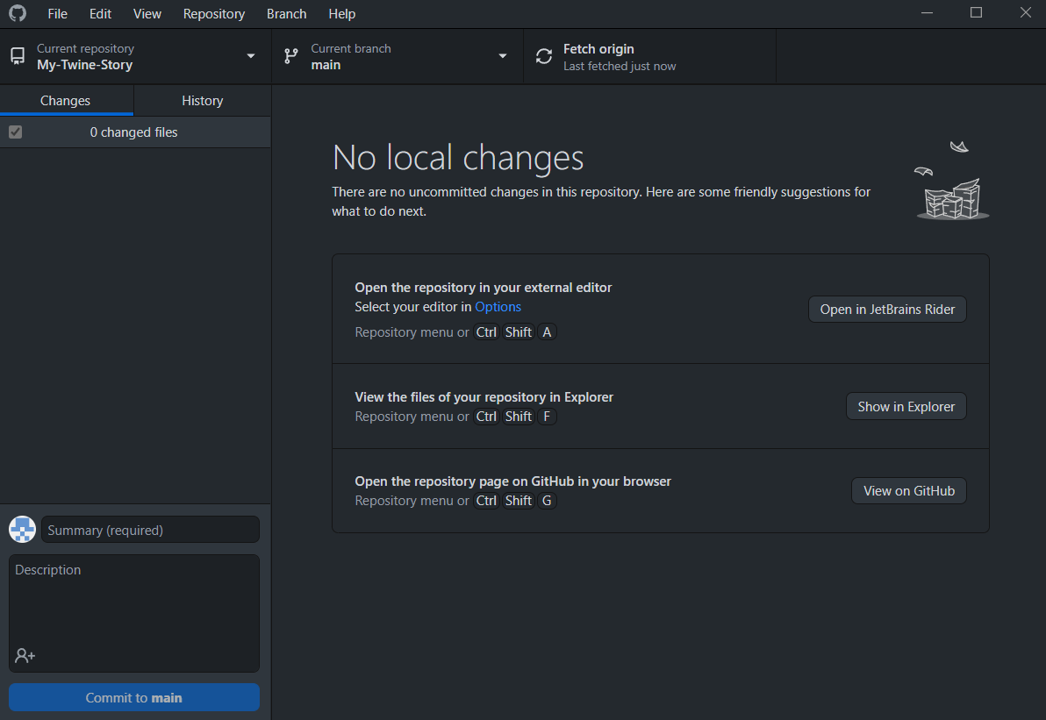 File Edit View Repository Branch Help
Current repository
My-Twine-Story
Current branch
main
Fetch origin
Last fetched just now
Changes
History
0 changed files
No local changes
There are no uncommitted changes in this repository. Here are some friendly suggestions for
what to do next.
Open the repository in your external editor
Select your editor in Options
Repository menu or Ctrl Shift A
Open in JetBrains Rider
View the files of your repository in Explorer
Repository menu or Ctrl Shift F
Show in Explorer
Open the repository page on GitHub in your browser
Repository menu or Ctrl Shift G
View on GitHub
Summary (required)
Description
Commit to main